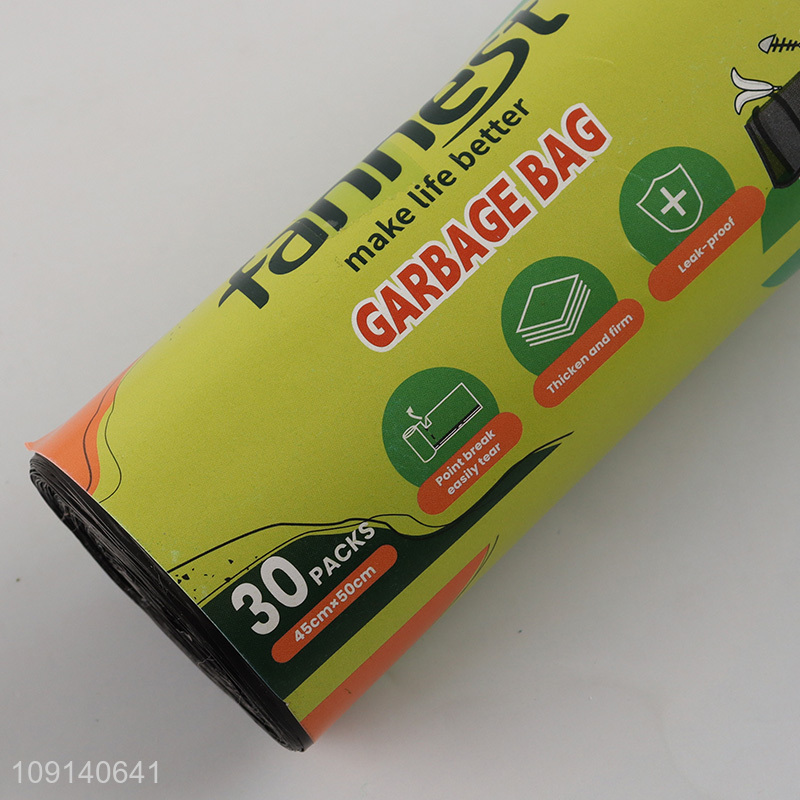 fannest
make life better
GARBAGE BAG
Leak-proof
Thicken and firm
Point break
easily tear
30 PACKS
45cm×50cm
109140641